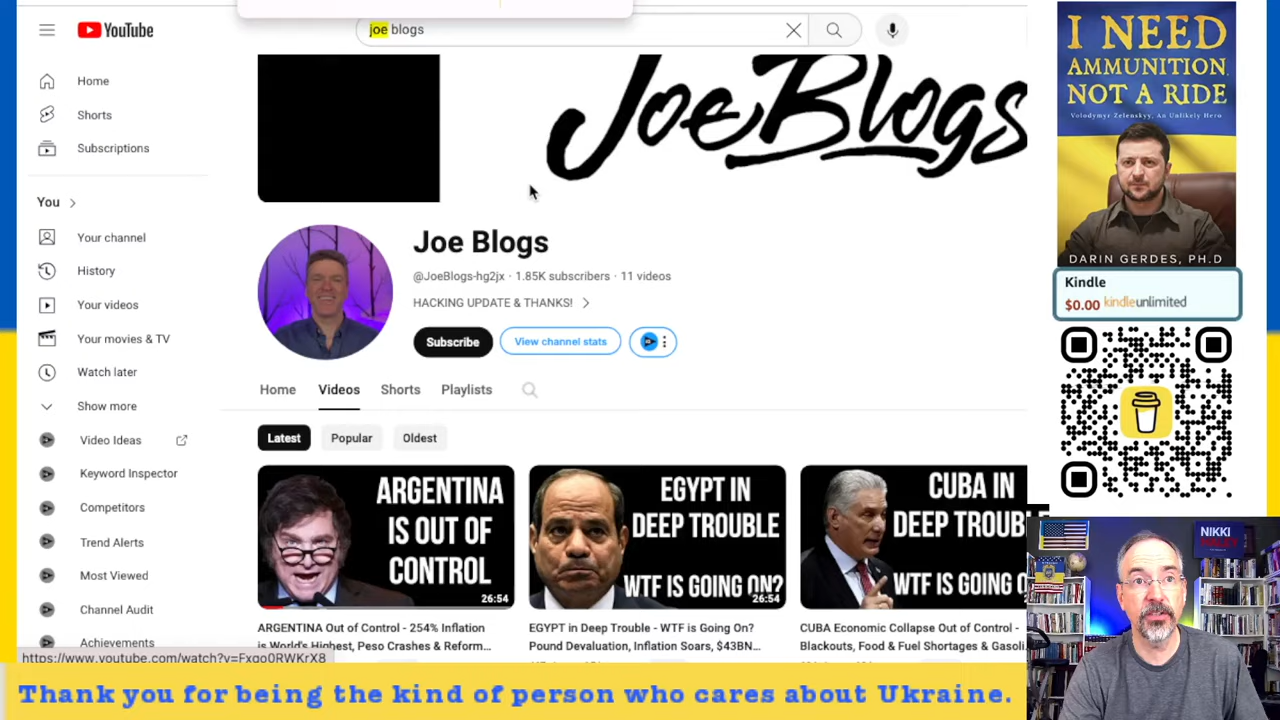 YouTube
joe blogs
Home
Shorts
Subscriptions
You
Your channel
History
Your videos
Your movies & TV
Watch later
Show more
Video Ideas
Keyword Inspector
Competitors
Trend Alerts
Most Viewed
Channel Audit
Achievements
https://www.youtube.com/watch?v=Fxqo0RWKrX8
JoeBlogs
Joe Blogs
@JoeBlogs-hg2jx · 1.85K subscribers · 11 videos
HACKING UPDATE & THANKS!
Subscribe
View channel stats
Home Videos Shorts Playlists
Latest Popular Oldest
ARGENTINA
IS OUT OF
CONTROL
26:54
ARGENTINA Out of Control - 254% Inflation
is World's Highest, Peso Crashes & Reform...
EGYPT IN
DEEP TROUBLE
WTF IS GOING ON?
26:54
EGYPT in Deep Trouble - WTF is Going On?
Pound Devaluation, Inflation Soars, $43BN...
CUBA IN
DEEP TROUB
WTF IS GOING
CUBA Economic Collapse Out of Control -
Blackouts, Food & Fuel Shortages & Gasoli
I NEED
AMMUNITION,
NOT A RIDE
Volodymyr Zelenskyy, An Unlikely Hero
DARIN GERDES, PH.D
Kindle
$0.00 kindleunlimited
NIKKI
HALEY
Thank you for being the kind of person who cares about Ukraine.